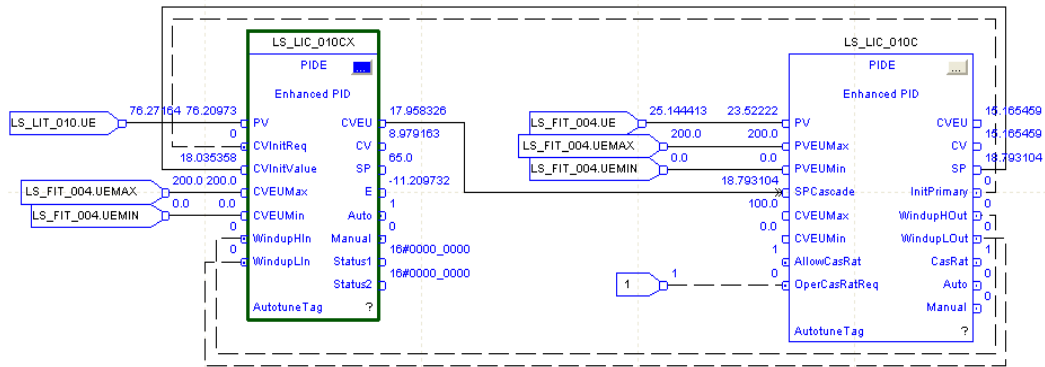 LS_LIC_010CX
PIDE
...
Enhanced PID
LS_LIT_010.UE
76.27164 76.20973
PV
CVEU
17.958326
0
CVInitReq
CV
8.979163
18.035358
CVInitValue
SP
65.0
LS_FIT_004.UEMAX
200.0 200.0
CVEUMax
E
-11.209732
LS_FIT_004.UEMIN
0.0 0.0
CVEUMin
Auto
1
0
WindupHIn
Manual
0
0
WindupLIn
Status1
16#0000_0000
Status2
16#0000_0000
AutotuneTag
?
LS_LIC_010C
PIDE
...
Enhanced PID
LS_FIT_004.UE
25.144413 23.52222
PV
CVEU
15.165459
LS_FIT_004.UEMAX
200.0 200.0
PVEUMax
CV
15.165459
LS_FIT_004.UEMIN
0.0 0.0
PVEUMin
SP
18.793104
18.793104
SPCascade
InitPrimary
0
100.0
CVEUMax
WindupHOut
0
0.0
CVEUMin
WindupLOut
0
1
AllowCasRat
CasRat
1
1
1
0
OperCasRatReq
Auto
0
Manual
0
AutotuneTag
?